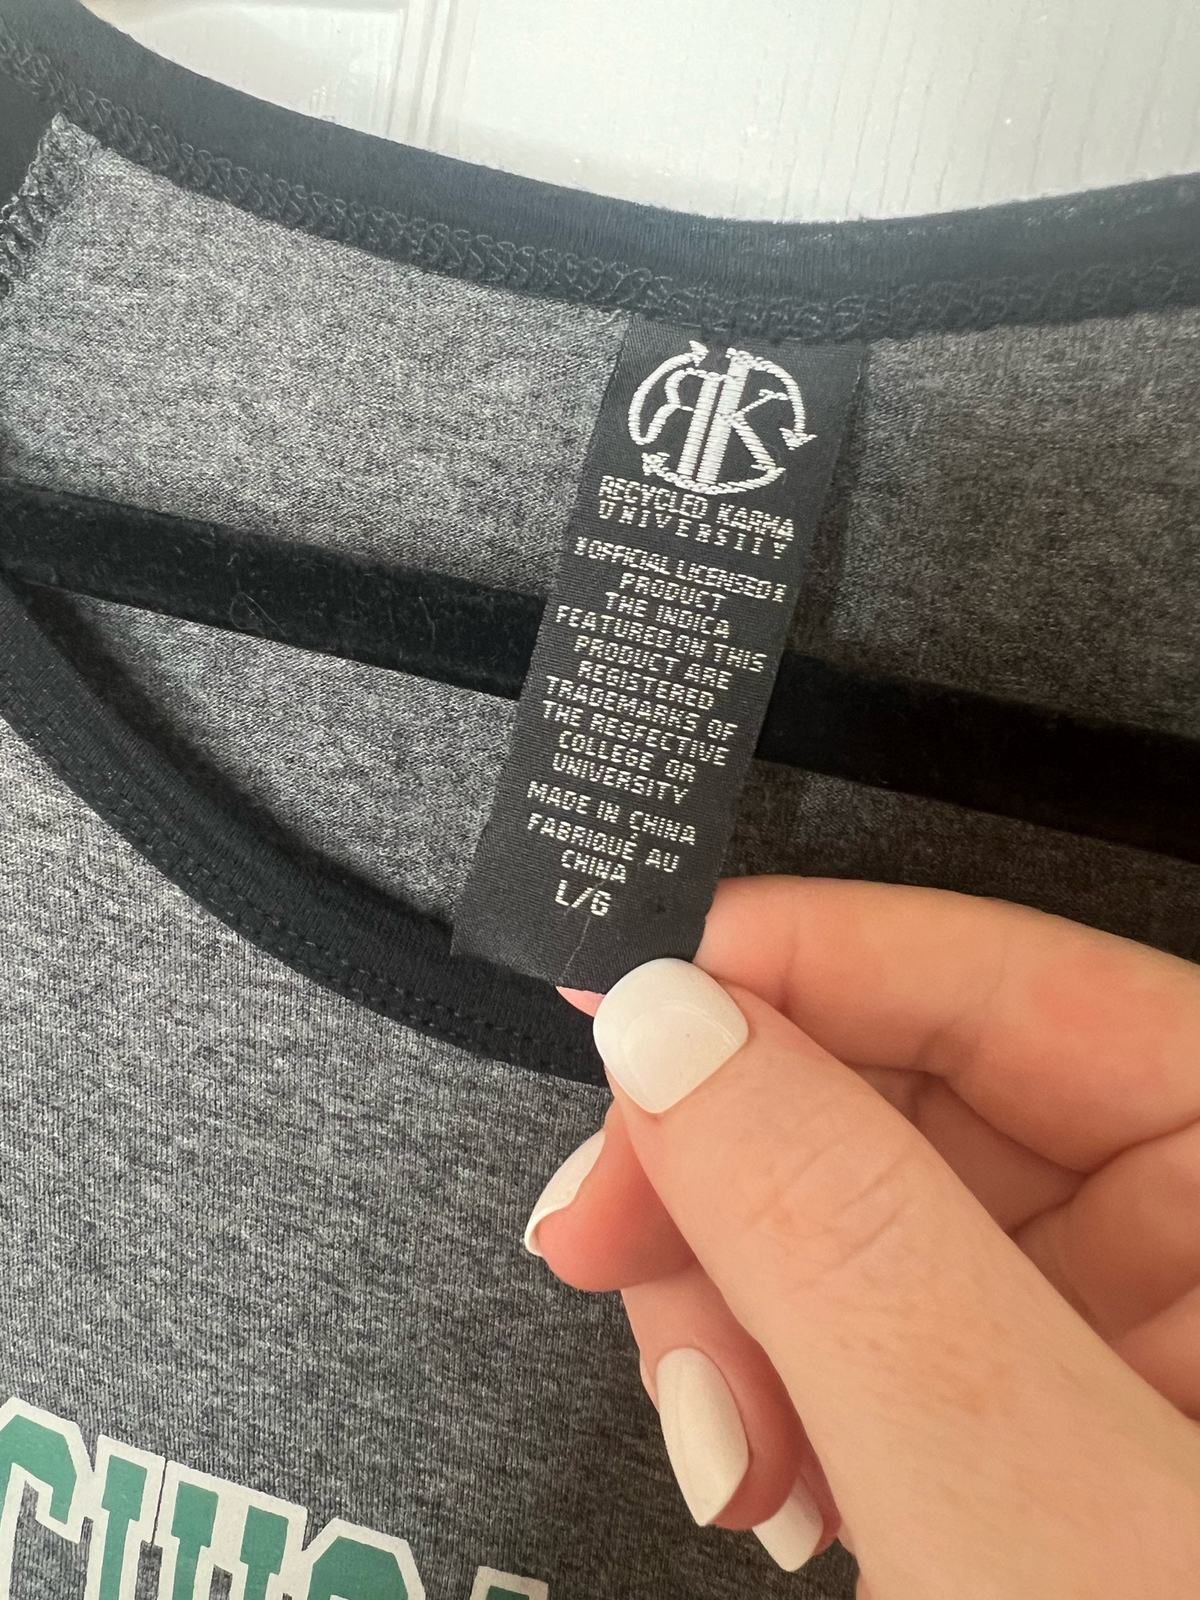 RK
RECYCLED KARMA
UNIVERSITY
OFFICIAL LICENSED
PRODUCT
THE INDICA
FEATURED ON THIS
PRODUCT ARE
REGISTERED
TRADEMARKS OF
THE RESPECTIVE
COLLEGE OR
UNIVERSITY
MADE IN CHINA
FABRIQUÉ AU
CHINA
L/G